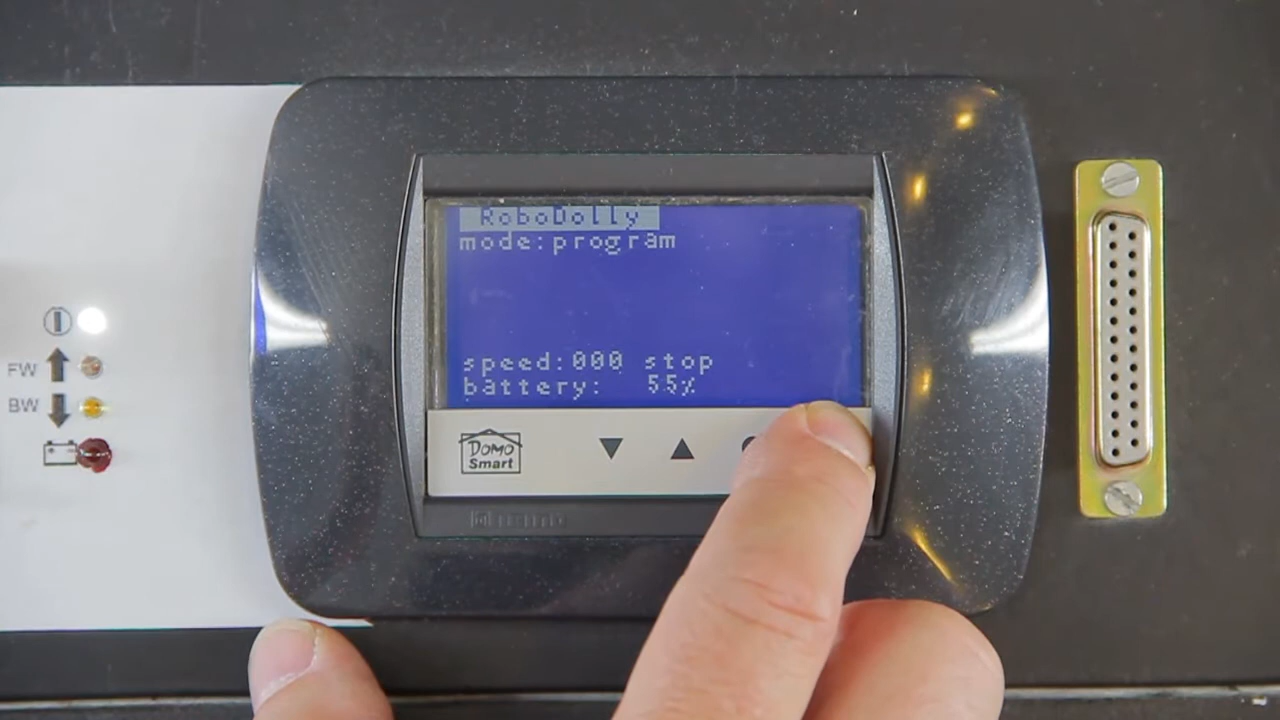 RoboDolly
mode:program
speed:000 stop
battery: 55%
FW
BW
DOMO
Smart